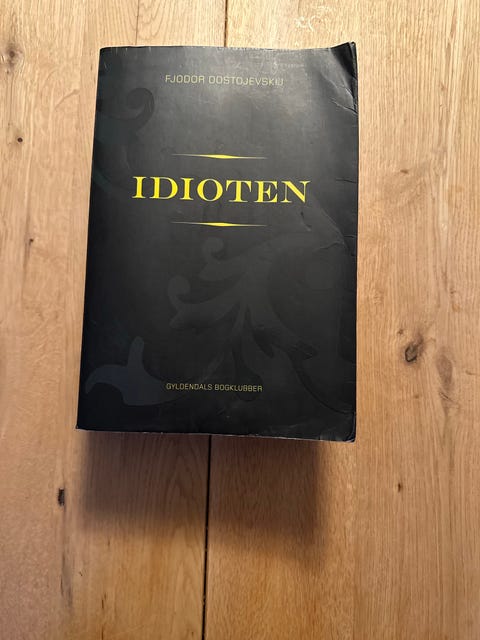 FJODOR DOSTOJEVSKIJ
IDIOTEN
GYLDENDALS BOGKLUBBER